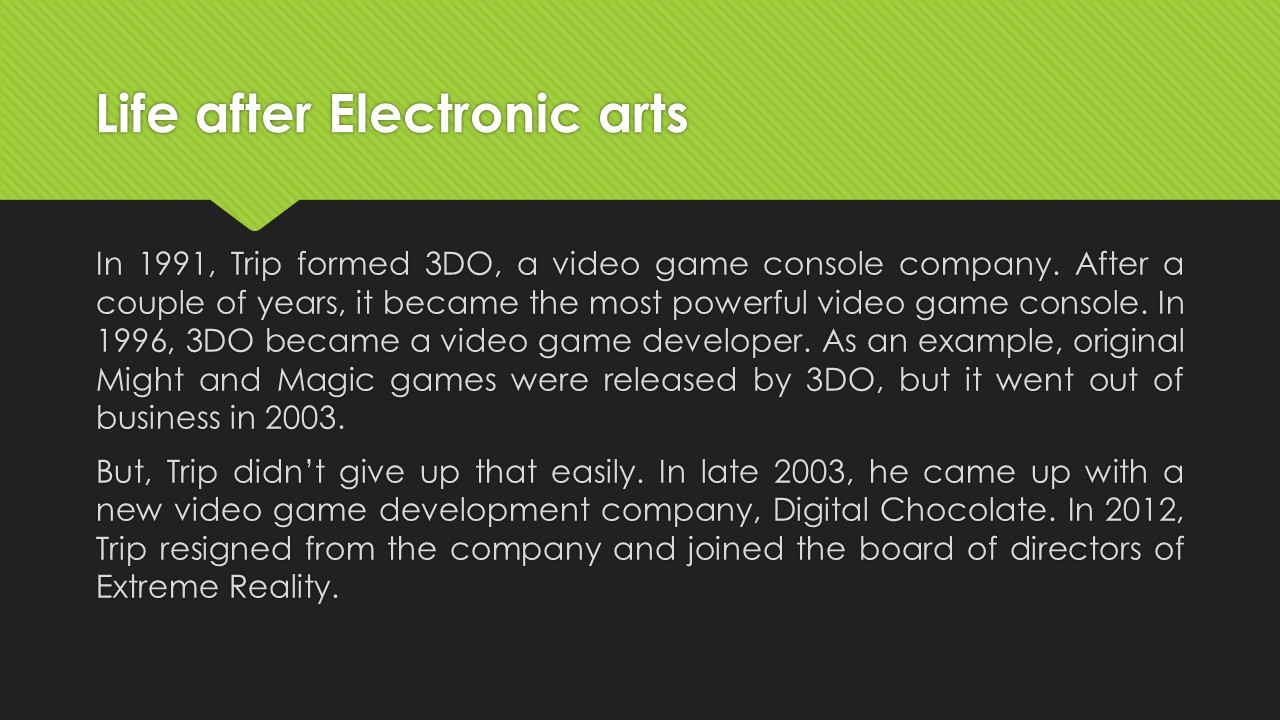 Life after Electronic arts
In 1991, Trip formed 3DO, a video game console company. After a
couple of years, it became the most powerful video game console. In
1996, 3DO became a video game developer. As an example, original
Might and Magic games were released by 3DO, but it went out of
business in 2003.
But, Trip didn’t give up that easily. In late 2003, he came up with a
new video game development company, Digital Chocolate. In 2012,
Trip resigned from the company and joined the board of directors of
Extreme Reality.